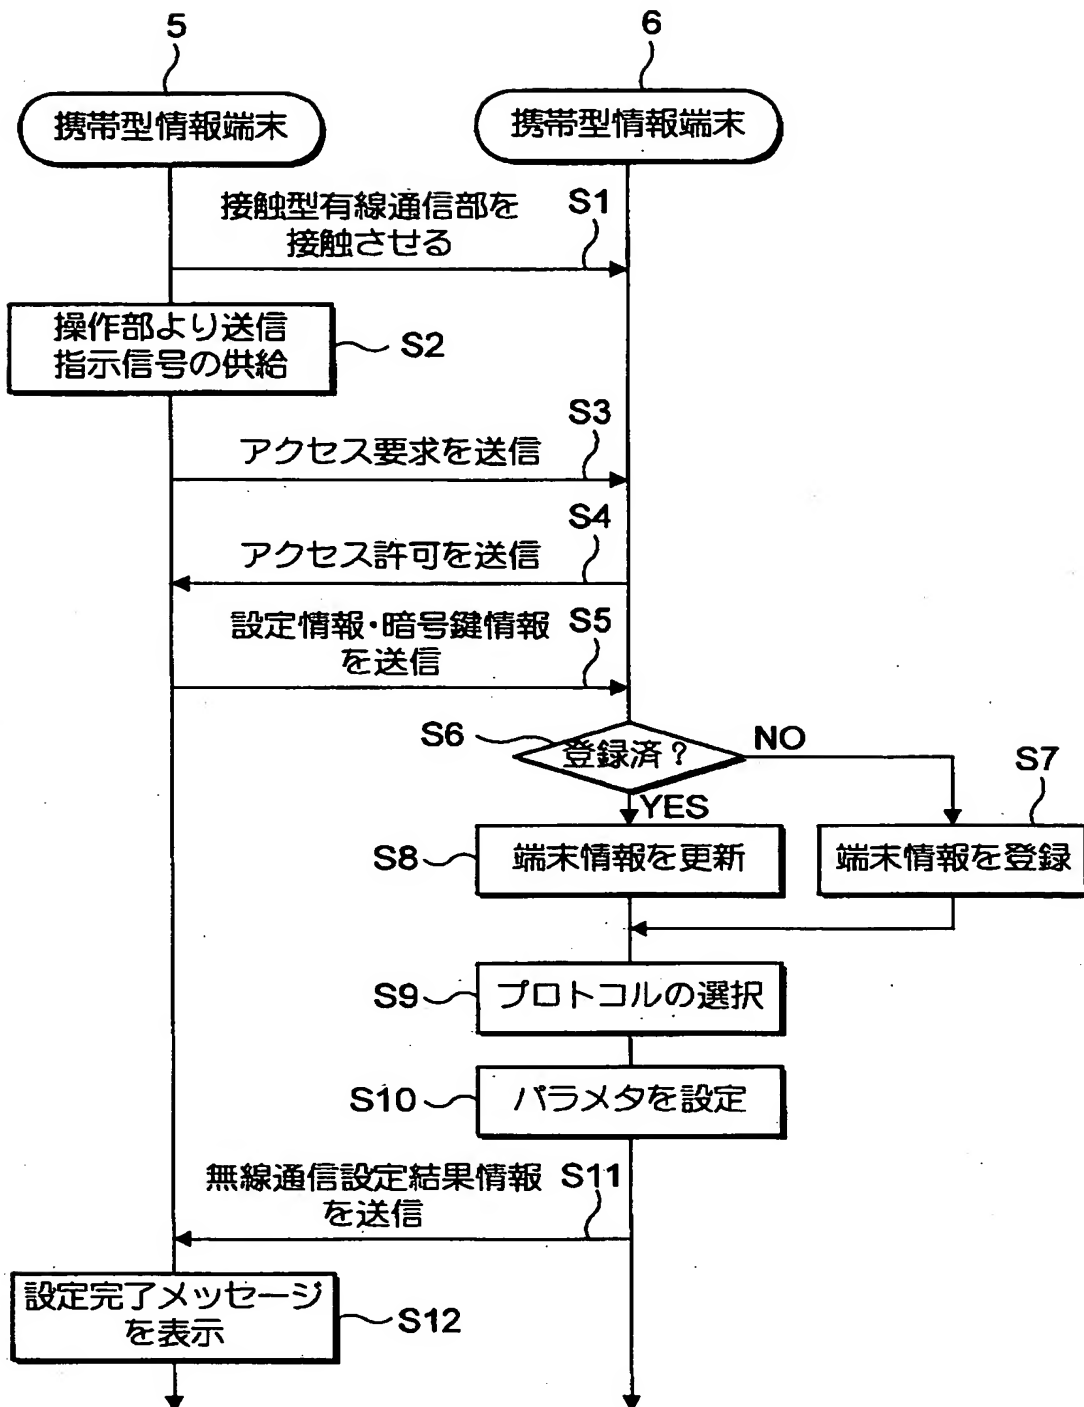 5
6
携帯型情報端末
携帯型情報端末
接触型有線通信部を
接触させる
S1
操作部より送信
指示信号の供給
S2
S3
アクセス要求を送信
S4
アクセス許可を送信
設定情報・暗号鍵情報
を送信
S5
S6
登録済?
NO
YES
S7
S8
端末情報を更新
端末情報を登録
S9
プロトコルの選択
S10
パラメタを設定
無線通信設定結果情報
を送信
S11
設定完了メッセージ
を表示
S12